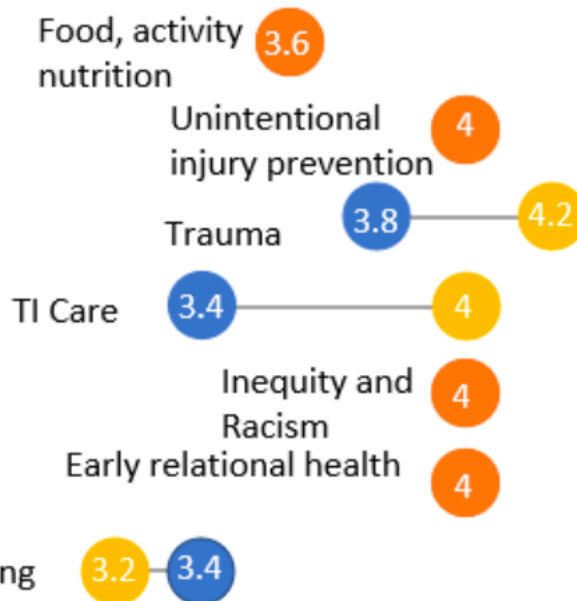 Food, activity 3.6
nutrition
Unintentional 4
injury prevention
3.8 4.2
Trauma
TI Care 3.4 4
Inequity and 4
Racism
Early relational health 4
ng 3.2 3.4